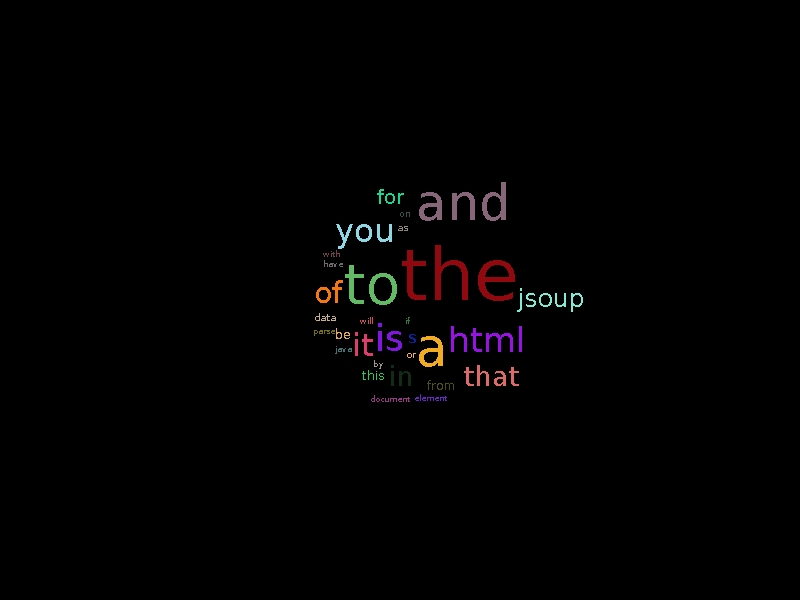 for
and
on
you
as
with
have
to
the
of
jsoup
data
will
if
parse
be
it
is
s
a
html
java
or
by
this
in
from
that
document
element